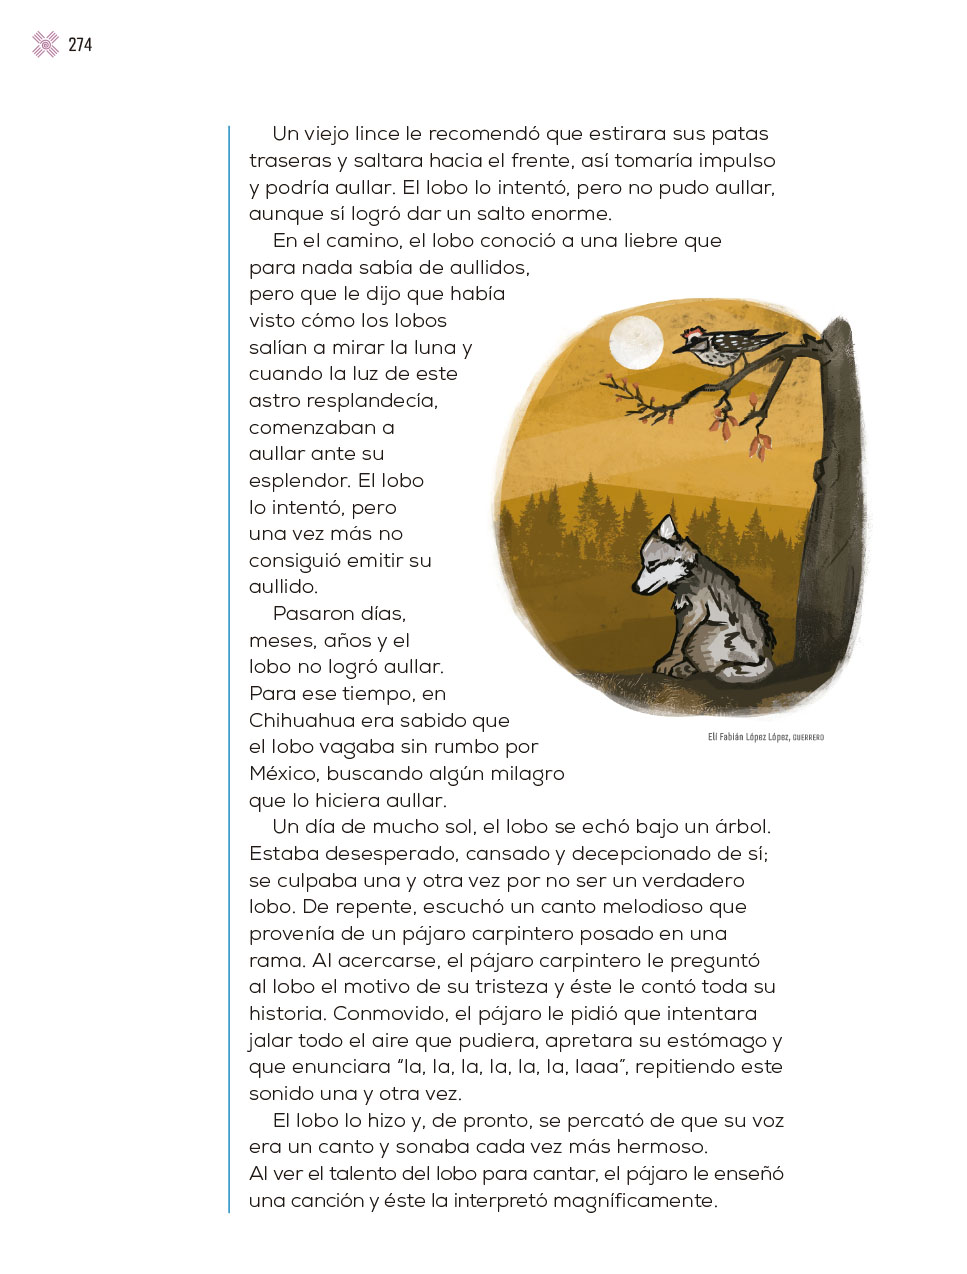 274
Un viejo lince le recomendó que estirara sus patas
traseras y saltara hacia el frente, así tomaría impulso
y podría aullar. El lobo lo intentó, pero no pudo aullar,
aunque sí logró dar un salto enorme.
En el camino, el lobo conoció a una liebre que
para nada sabía de aullidos,
pero que le dijo que había
visto cómo los lobos
salían a mirar la luna y
cuando la luz de este
astro resplandecía,
comenzaban a
aullar ante su
esplendor. El lobo
lo intentó, pero
una vez más no
consiguió emitir su
aullido.
Pasaron días,
meses, años y el
lobo no logró aullar.
Para ese tiempo, en
Chihuahua era sabido que
el lobo vagaba sin rumbo por
México, buscando algún milagro
que lo hiciera aullar.
Elí Fabián López López, GUERRERO
Un día de mucho sol, el lobo se echó bajo un árbol.
Estaba desesperado, cansado y decepcionado de sí;
se culpaba una y otra vez por no ser un verdadero
lobo. De repente, escuchó un canto melodioso que
provenía de un pájaro carpintero posado en una
rama. Al acercarse, el pájaro carpintero le preguntó
al lobo el motivo de su tristeza y éste le contó toda su
historia. Conmovido, el pájaro le pidió que intentara
jalar todo el aire que pudiera, apretara su estómago y
que enunciara “la, la, la, la, la, la, laaa”, repitiendo este
sonido una y otra vez.
El lobo lo hizo y, de pronto, se percató de que su voz
era un canto y sonaba cada vez más hermoso.
Al ver el talento del lobo para cantar, el pájaro le enseñó
una canción y éste la interpretó magníficamente.